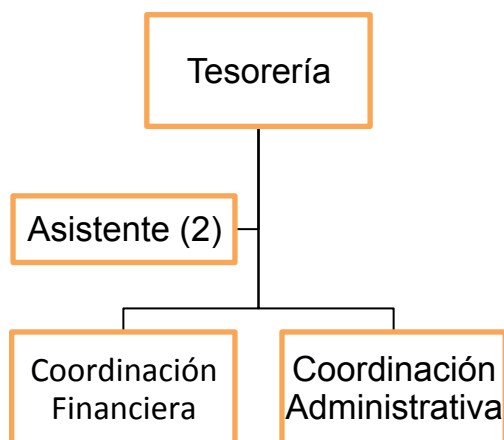 Tesorería
Asistente (2)
Coordinación
Financiera
Coordinación
Administrativa